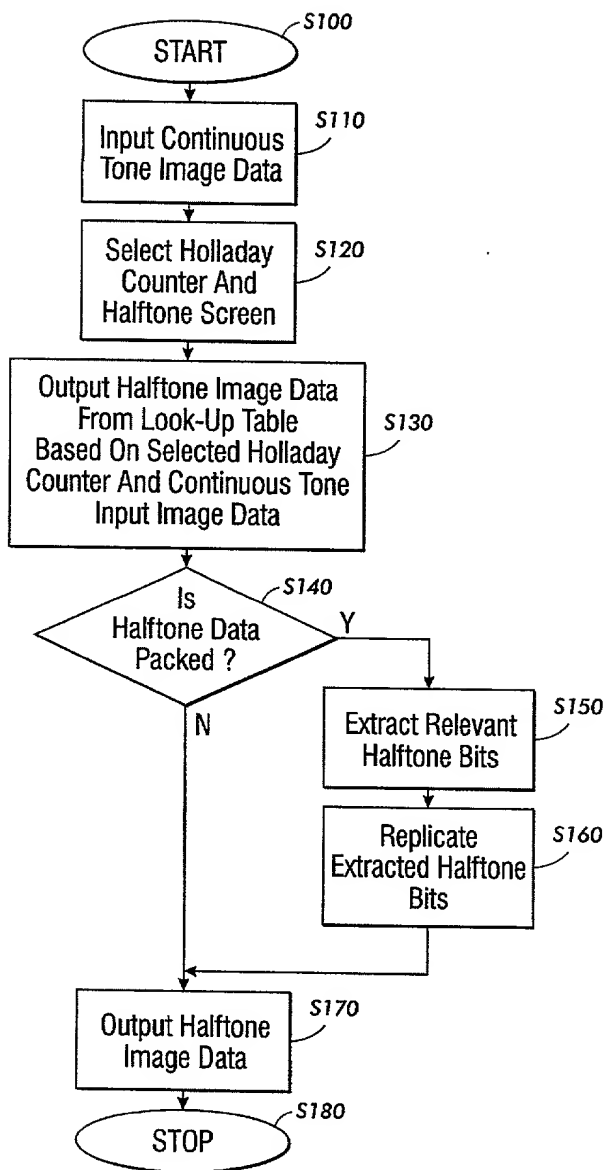 S100
START
S110
Input Continuous
Tone Image Data
S120
Select Holladay
Counter And
Halftone Screen
Output Halftone Image Data
From Look-Up Table
S130
Based On Selected Holladay
Counter And Continuous Tone
Input Image Data
S140
Is
Halftone Data
Packed ?
Y
N
S150
Extract Relevant
Halftone Bits
S160
Replicate
Extracted Halftone
Bits
S170
Output Halftone
Image Data
S180
STOP